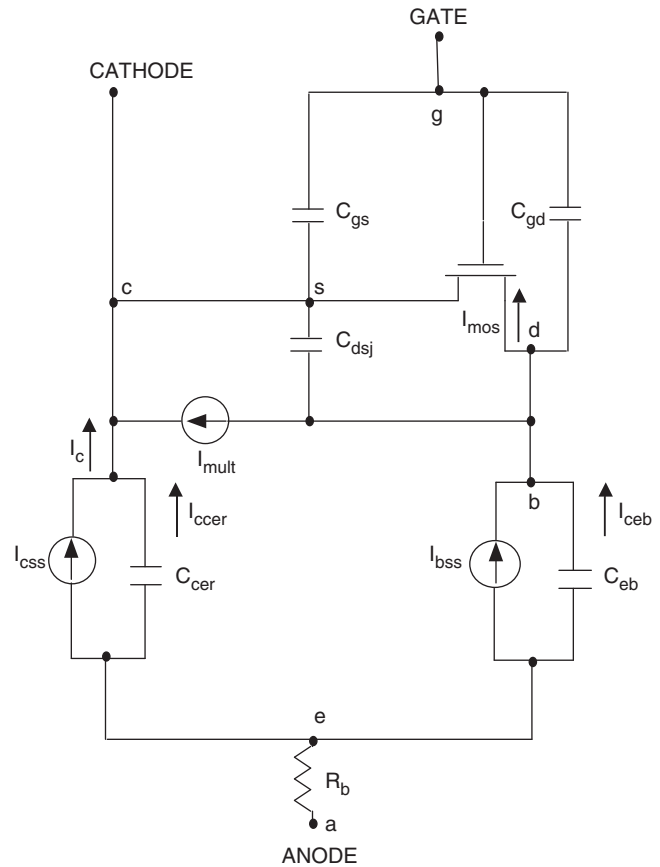 GATE
CATHODE
g
C_gs
C_gd
c
s
I_mos
d
C_dsj
I_c
I_mult
I_ccer
b
I_ceb
I_css
C_cer
I_bss
C_eb
e
R_b
a
ANODE